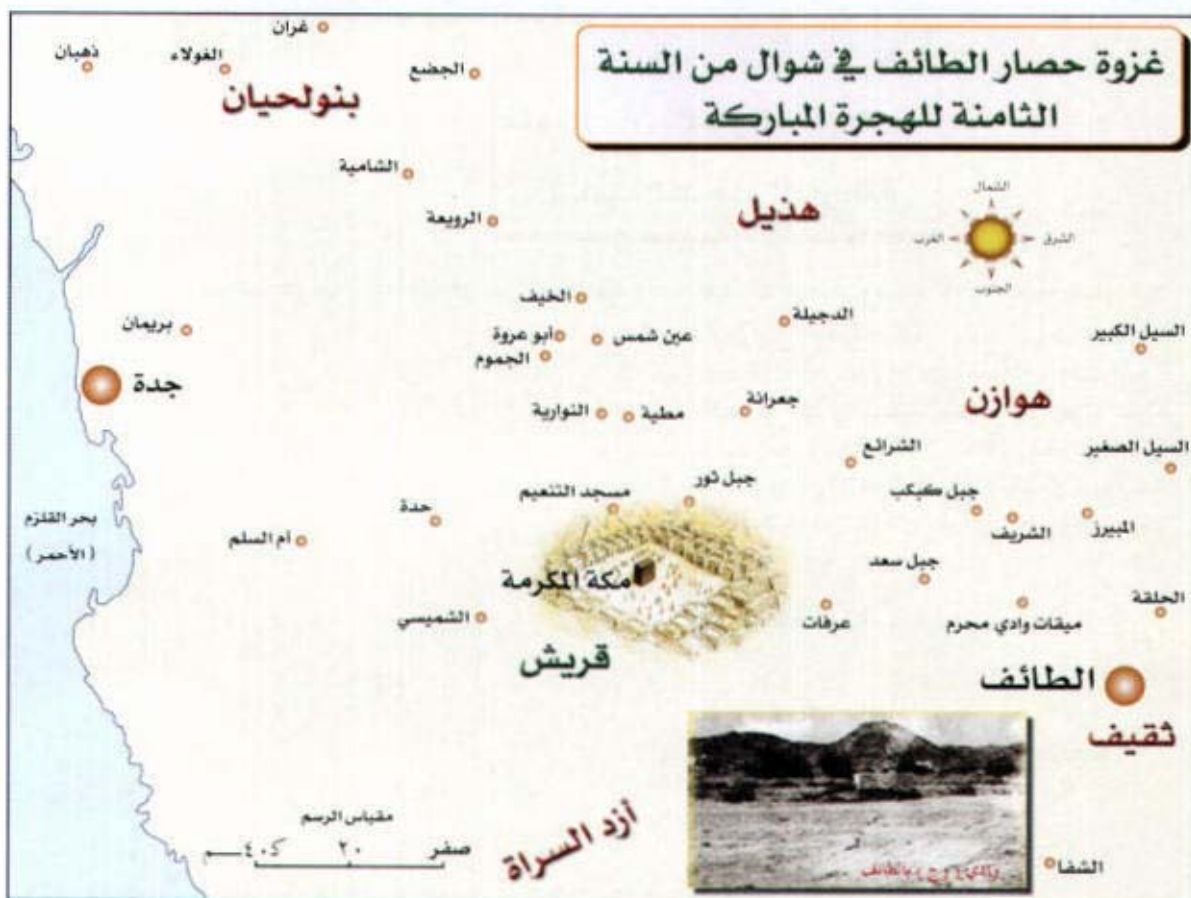 غزوة حصار الطائف في شوال من السنة
الثامنة للهجرة المباركة
غران
ذهبان
الغولاء
الجضع
بنولحيان
الشامية
الرويعة
هذيل
الشمال
الشرق
الغرب
الجنوب
الخيف
الدجيلة
السيل الكبير
بريمان
أبو عروة
عين شمس
الجموم
جدة
هوازن
جعرانة
مطية
النوارية
الشرائع
السيل الصغير
جبل ثور
مسجد التنعيم
جبل كبكب
حدة
الشريف
المبيرز
بحر القلزم
(الأحمر)
أم السلم
جبل سعد
مكة المكرمة
الحلقة
الشميسي
عرفات
ميقات وادي محرم
قريش
الطائف
ثقيف
أزد السراة
مقياس الرسم
صفر ٢٠ ٤٠كم
وادي (وج) بالطائف
الشفا